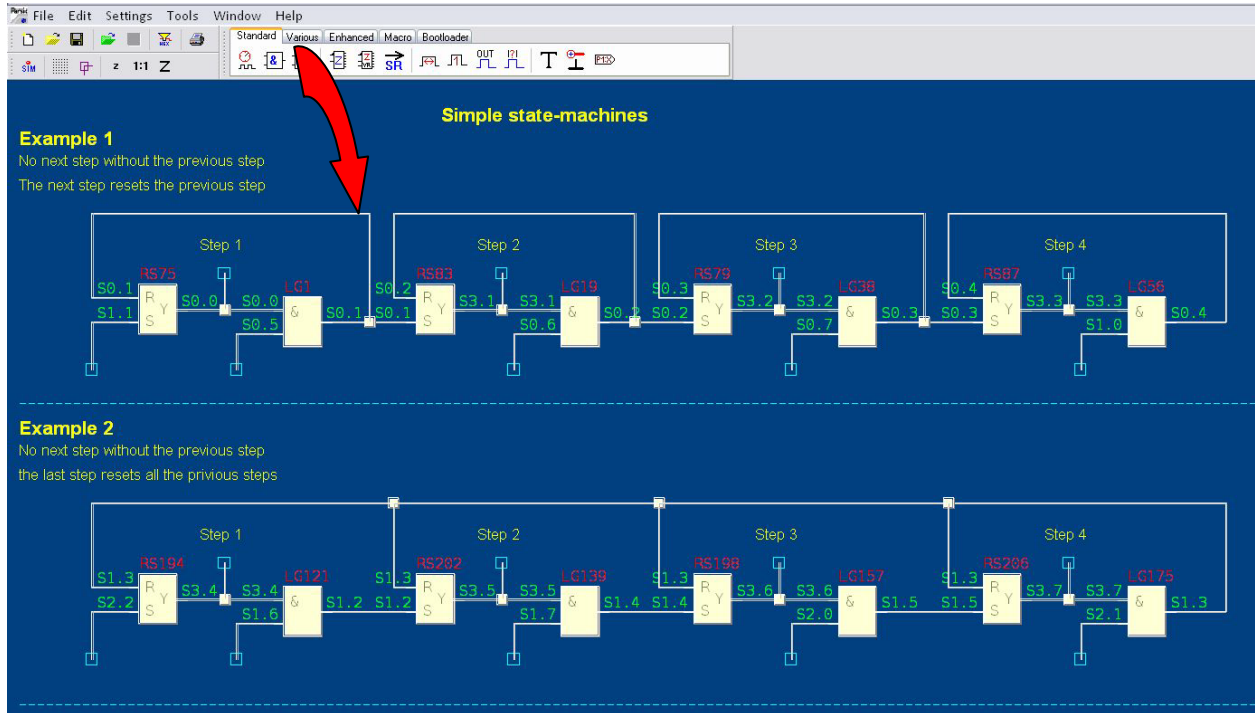 File Edit Settings Tools Window Help
Standard Various Enhanced Macro Bootloader
SIM z 1:1 Z & Z SR OUT T
Simple state-machines
Example 1
No next step without the previous step
The next step resets the previous step
Step 1 Step 2 Step 3 Step 4
RS75 LG1 RS83 LG19 RS79 LG38 RS87 LG56
S0.1 R Y S0.0 S0.0 & S0.1 S0.2 R Y S3.1 S3.1 & S0.2 S0.3 R Y S3.2 S3.2 & S0.3 S0.4 R Y S3.3 S3.3 & S0.4
S1.1 S S0.5 S0.1 S S0.6 S0.2 S S0.7 S0.3 S S1.0
Example 2
No next step without the previous step
the last step resets all the privious steps
Step 1 Step 2 Step 3 Step 4
RS194 LG121 RS202 LG139 RS198 LG157 RS206 LG175
S1.3 R Y S3.4 S3.4 & S1.2 S1.3 R Y S3.5 S3.5 & S1.4 S1.3 R Y S3.6 S3.6 & S1.5 S1.3 R Y S3.7 S3.7 & S1.3
S2.2 S S1.6 S1.2 S S1.7 S1.4 S S2.0 S1.5 S S2.1